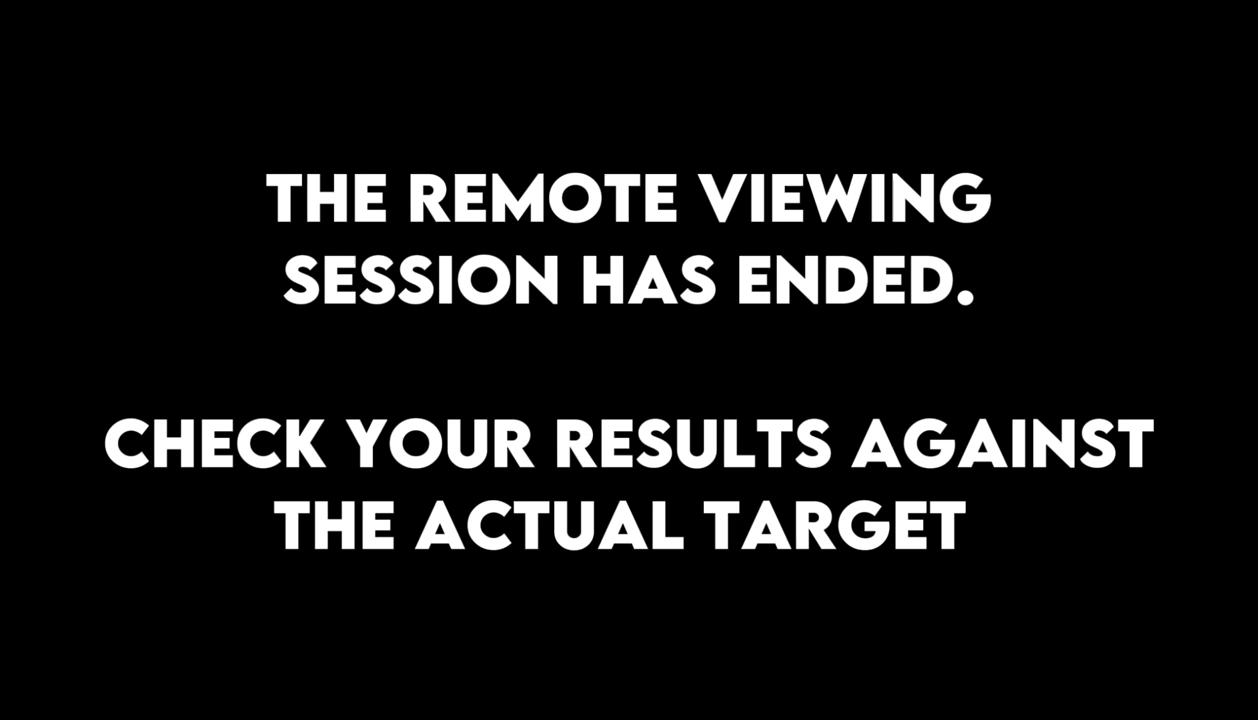 THE REMOTE VIEWING
SESSION HAS ENDED.
CHECK YOUR RESULTS AGAINST
THE ACTUAL TARGET